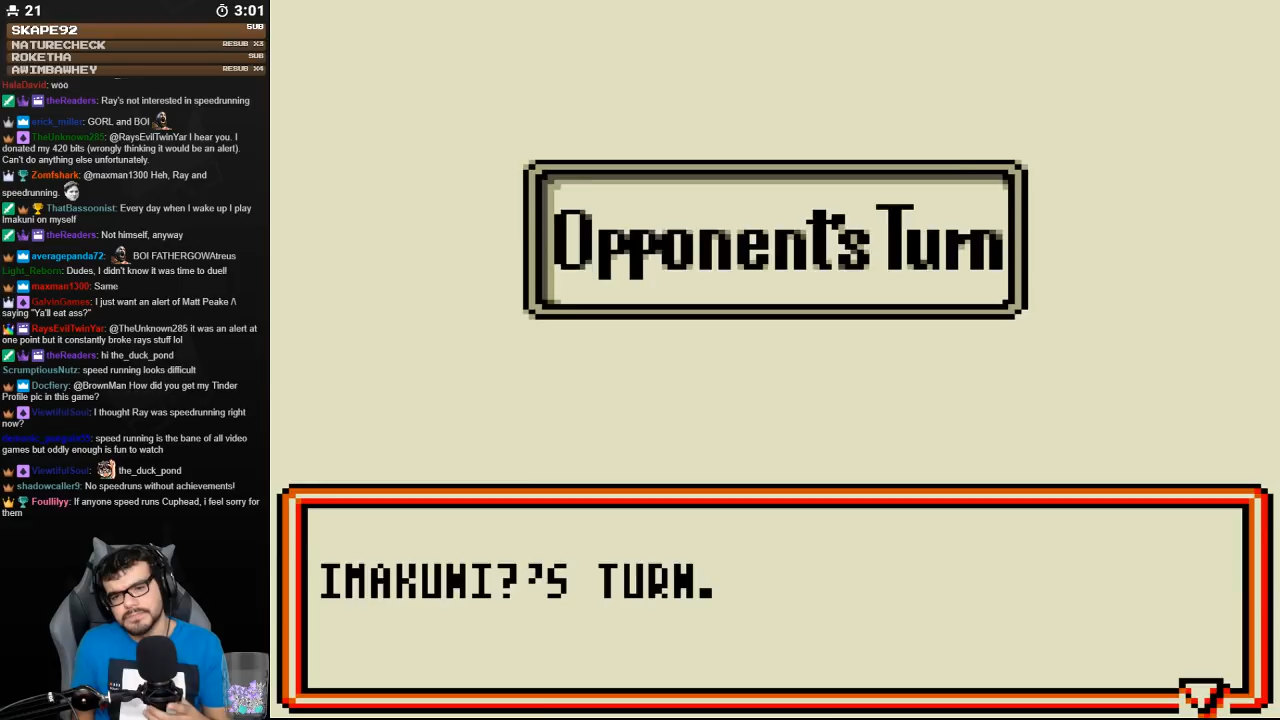 21
3:01
SKAPE92 SUB
NATURECHECK RESUB X3
ROKETHA SUB
AWIMBAWHEY RESUB X4
HalaDavid: woo
theReaders: Ray's not interested in speedrunning
erick_miller: GORL and BOI
TheUnknown285: @RaysEvilTwinYar I hear you. I
donated my 420 bits (wrongly thinking it would be an alert).
Can't do anything else unfortunately.
Zomfshark: @maxman1300 Heh, Ray and
speedrunning.
ThatBassoonist: Every day when I wake up I play
Imakuni on myself
theReaders: Not himself, anyway
averagepanda72: BOI FATHERGOWAtreus
Light_Reborn: Dudes, I didn't know it was time to duel!
maxman1300: Same
GalvinGames: I just want an alert of Matt Peake /\
saying "Ya'll eat ass?"
RaysEvilTwinYar: @TheUnknown285 it was an alert at
one point but it constantly broke rays stuff lol
theReaders: hi the_duck_pond
ScrumptiousNutz: speed running looks difficult
Docfiery: @BrownMan How did you get my Tinder
Profile pic in this game?
ViewtifulSoul: I thought Ray was speedrunning right
now?
speed running is the bane of all video
games but oddly enough is fun to watch
ViewtifulSoul: the_duck_pond
shadowcaller9: No speedruns without achievements!
Foullilyy: If anyone speed runs Cuphead, i feel sorry for
them
Opponent's Turn
IMAKUNI?'S TURN.